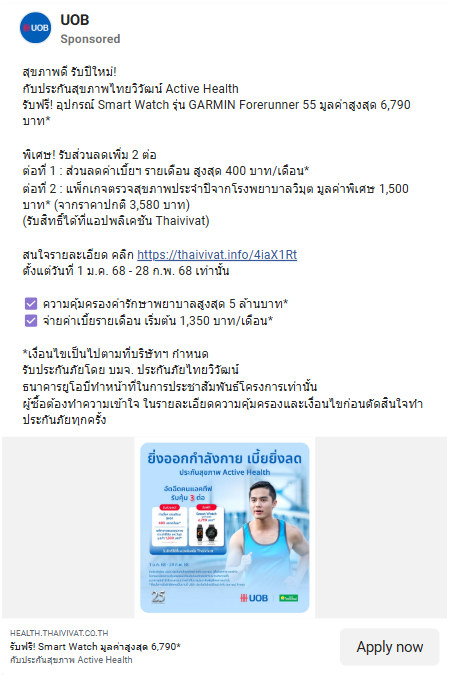 UOB
Sponsored
สุขภาพดี รับปีใหม่!
กับประกันสุขภาพไทยวิวัฒน์ Active Health
รับฟรี! อุปกรณ์ Smart Watch รุ่น GARMIN Forerunner 55 มูลค่าสูงสุด 6,790
บาท*
พิเศษ! รับส่วนลดเพิ่ม 2 ต่อ
ต่อที่ 1 : ส่วนลดค่าเบี้ยฯ รายเดือน สูงสุด 400 บาท/เดือน*
ต่อที่ 2 : แพ็กเกจตรวจสุขภาพประจำปีจากโรงพยาบาลวิมุต มูลค่าพิเศษ 1,500
บาท* (จากราคาปกติ 3,580 บาท)
(รับสิทธิ์ได้ที่แอปพลิเคชัน Thaivivat)
สนใจรายละเอียด คลิก https://thaivivat.info/4iaX1Rt
ตั้งแต่วันที่ 1 ม.ค. 68 - 28 ก.พ. 68 เท่านั้น
ความคุ้มครองค่ารักษาพยาบาลสูงสุด 5 ล้านบาท*
จ่ายค่าเบี้ยรายเดือน เริ่มต้น 1,350 บาท/เดือน*
*เงื่อนไขเป็นไปตามที่บริษัทฯ กำหนด
รับประกันภัยโดย บมจ. ประกันภัยไทยวิวัฒน์
ธนาคารยูโอบีทำหน้าที่ในการประชาสัมพันธ์โครงการเท่านั้น
ผู้ซื้อต้องทำความเข้าใจ ในรายละเอียดความคุ้มครองและเงื่อนไขก่อนตัดสินใจทำ
ประกันภัยทุกครั้ง
ยิ่งออกกำลังกาย เบี้ยยิ่งลด
ประกันสุขภาพ Active Health
อัดฉีดคนแอคทีฟ
รับคุ้ม 3 ต่อ
Smart Watch
25
UOB
HEALTH.THAIVIVAT.CO.TH
รับฟรี! Smart Watch มูลค่าสูงสุด 6,790*
กับประกันสุขภาพ Active Health
Apply now